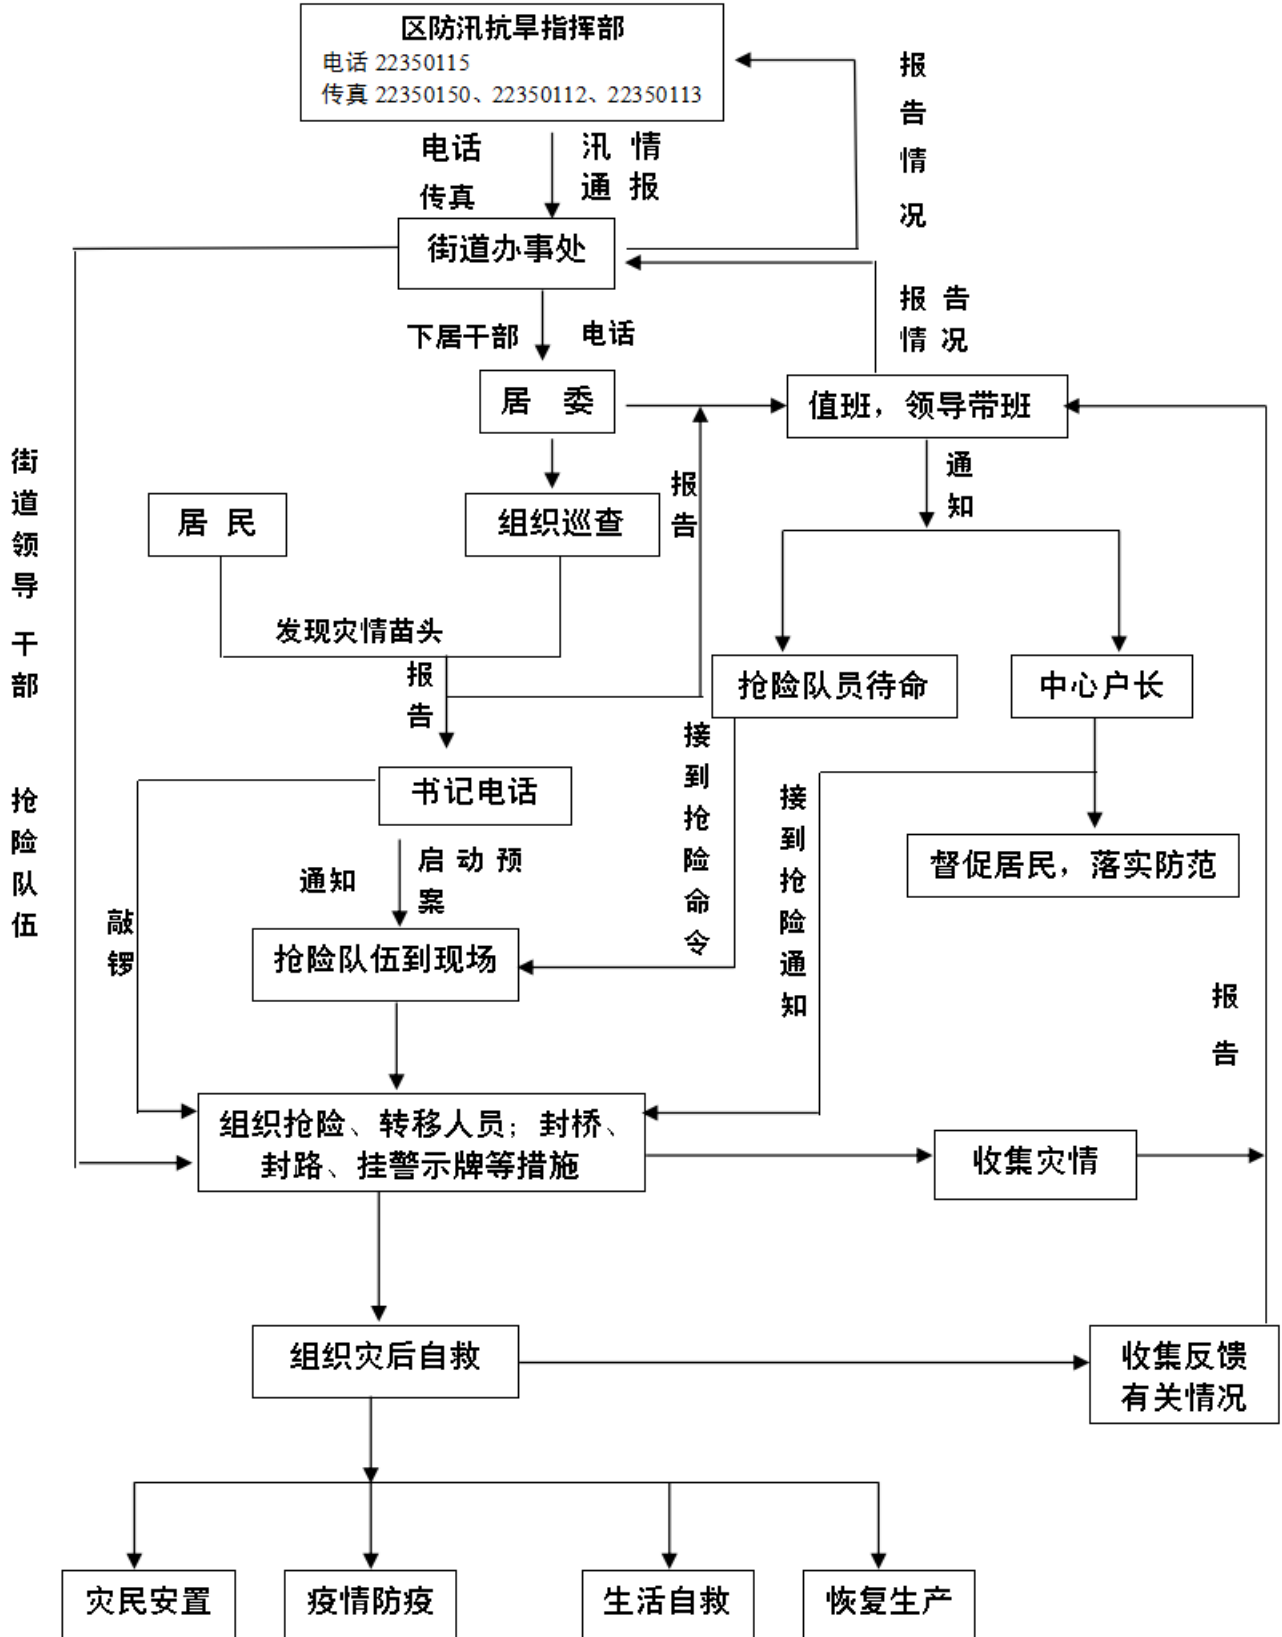 区防汛抗旱指挥部
电话 22350115
传真 22350150、22350112、22350113
电话
传真
汛 情
通 报
报告情况
街道办事处
报 告
情 况
下居干部
电话
居 委
值班，领导带班
通知
报告
居 民
组织巡查
发现灾情苗头
报告
街道领导 干部 抢险队伍
抢险队员待命
中心户长
接到抢险命令
接到抢险通知
书记电话
督促居民，落实防范
通知
启 动 预
案
敲锣
抢险队伍到现场
报告
组织抢险、转移人员；封桥、
封路、挂警示牌等措施
收集灾情
组织灾后自救
收集反馈
有关情况
灾民安置
疫情防疫
生活自救
恢复生产